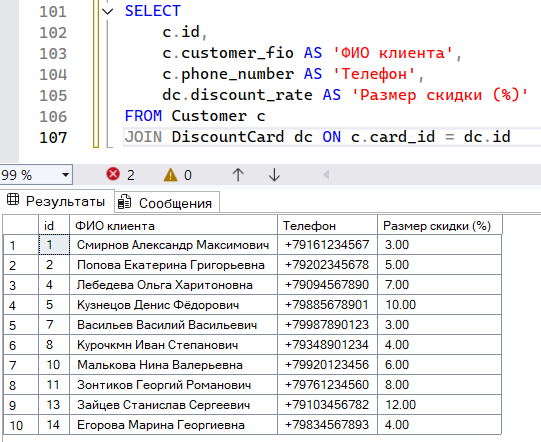 101 SELECT
102 c.id,
103 c.customer_fio AS 'ФИО клиента',
104 c.phone_number AS 'Телефон',
105 dc.discount_rate AS 'Размер скидки (%)'
106 FROM Customer c
107 JOIN DiscountCard dc ON c.card_id = dc.id
99 % 2 0
Результаты Сообщения
id ФИО клиента Телефон Размер скидки (%)
1 1 Смирнов Александр Максимович +79161234567 3.00
2 2 Попова Екатерина Григорьевна +79202345678 5.00
3 4 Лебедева Ольга Харитоновна +79094567890 7.00
4 5 Кузнецов Денис Фёдорович +79885678901 10.00
5 7 Васильев Василий Васильевич +79987890123 3.00
6 8 Курочкмн Иван Степанович +79348901234 4.00
7 10 Малькова Нина Валерьевна +79920123456 6.00
8 11 Зонтиков Георгий Романович +79761234560 8.00
9 13 Зайцев Станислав Сергеевич +79103456782 12.00
10 14 Егорова Марина Георгиевна +79834567893 4.00